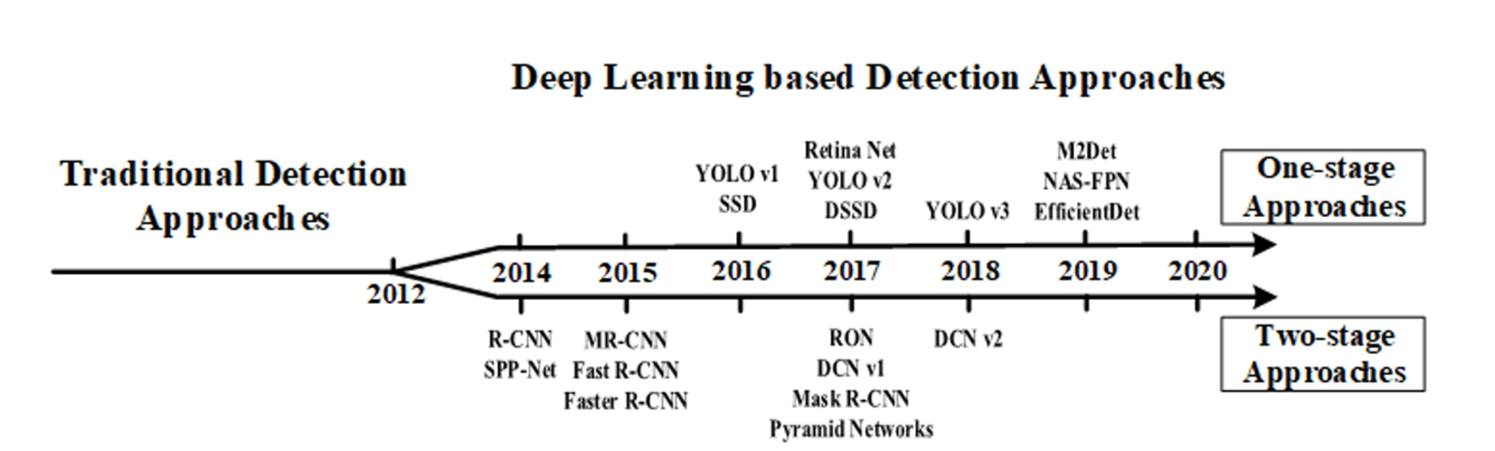 Deep Learning based Detection Approaches
Traditional Detection
Approaches
YOLO v1
SSD
Retina Net
YOLO v2
DSSD
YOLO v3
M2Det
NAS-FPN
EfficientDet
One-stage
Approaches
2012
2014
2015
2016
2017
2018
2019
2020
R-CNN
SPP-Net
MR-CNN
Fast R-CNN
Faster R-CNN
RON
DCN v1
Mask R-CNN
Pyramid Networks
DCN v2
Two-stage
Approaches